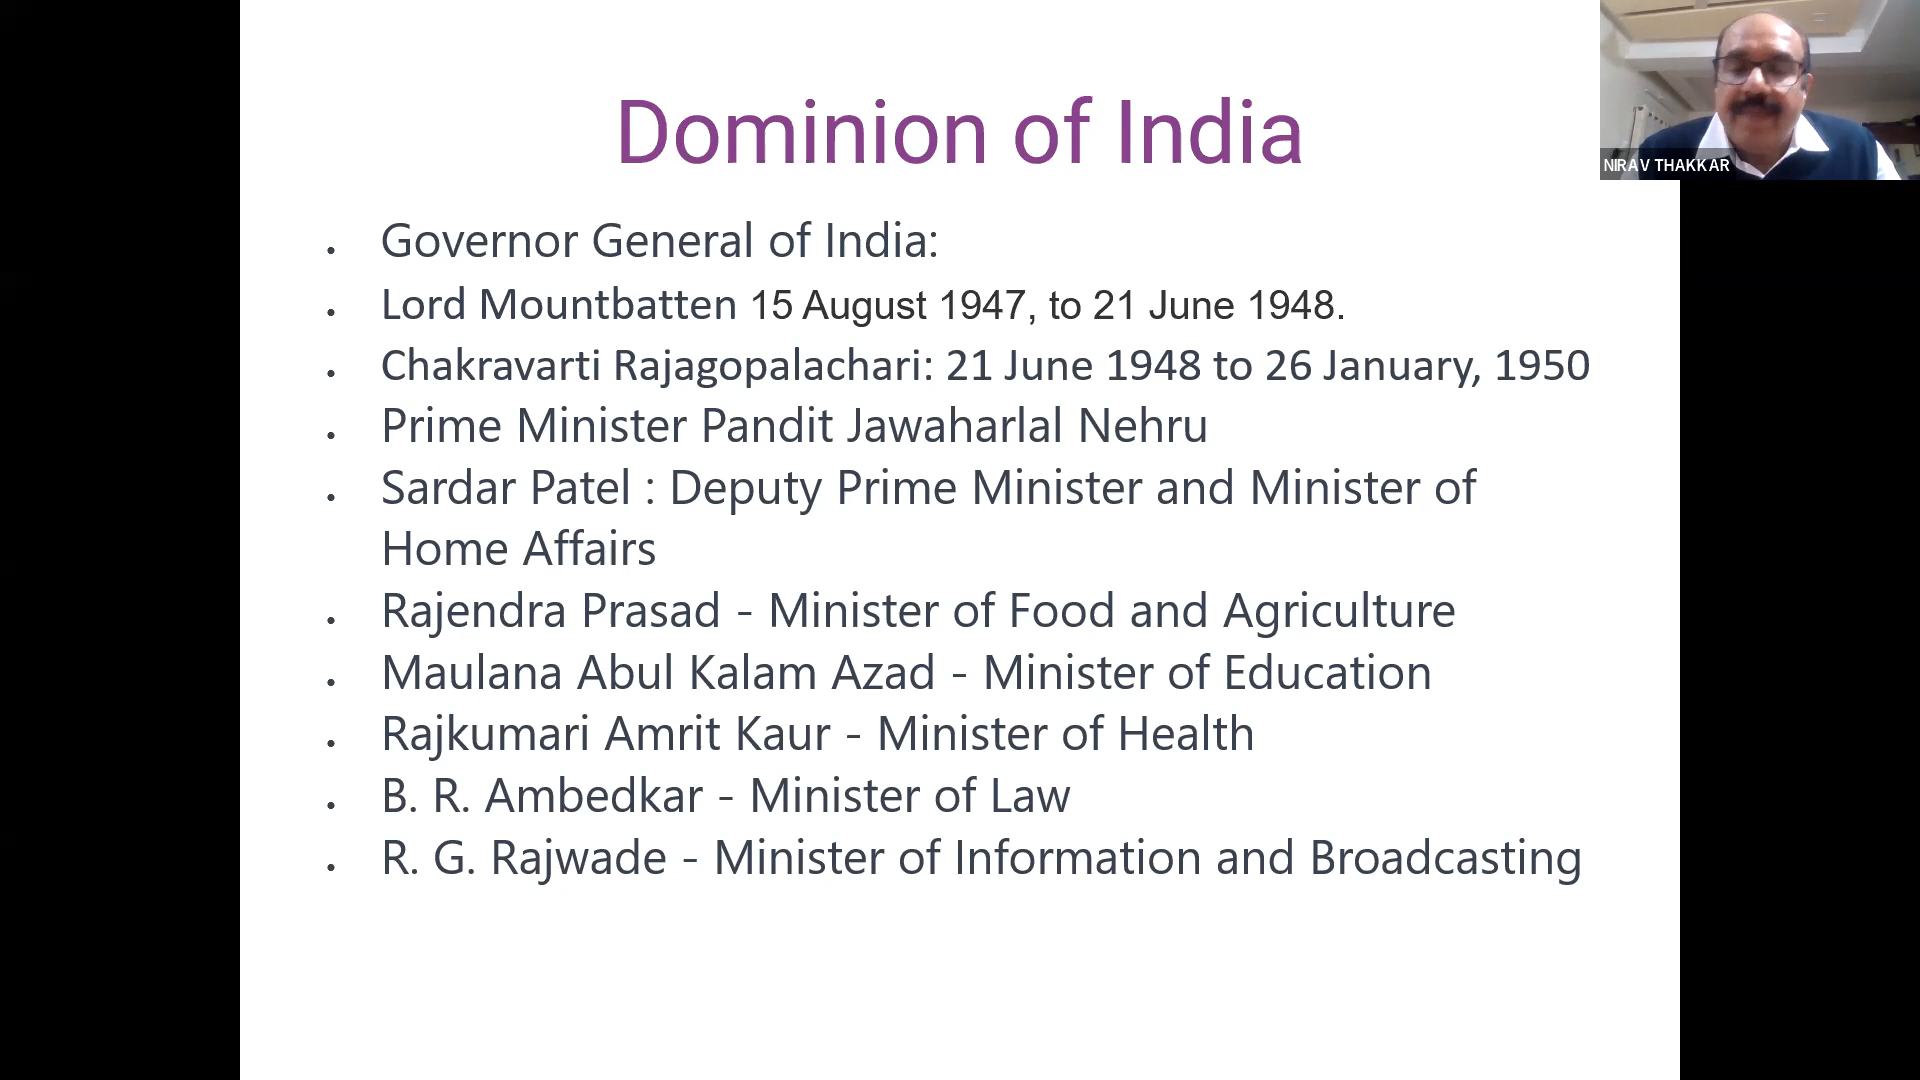 Dominion of India
NIRAV THAKKAR
• Governor General of India:
• Lord Mountbatten 15 August 1947, to 21 June 1948.
• Chakravarti Rajagopalachari: 21 June 1948 to 26 January, 1950
• Prime Minister Pandit Jawaharlal Nehru
• Sardar Patel : Deputy Prime Minister and Minister of
Home Affairs
• Rajendra Prasad - Minister of Food and Agriculture
• Maulana Abul Kalam Azad - Minister of Education
• Rajkumari Amrit Kaur - Minister of Health
• B. R. Ambedkar - Minister of Law
• R. G. Rajwade - Minister of Information and Broadcasting